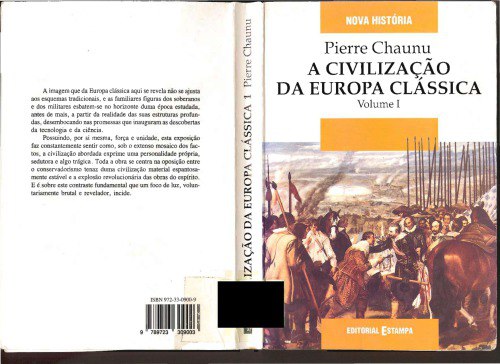 A imagem que da Europa clássica aqui se revela não se ajusta
aos esquemas tradicionais, e as familiares figuras dos soberanos
e dos militares esbatem-se no horizonte duma época estudada,
antes de mais, a partir da realidade das suas estruturas profun-
das, desembocando nas promessas que inauguram as descobertas
da tecnologia e da ciência.
Possuindo, por si mesma, força e unidade, esta exposição
faz constantemente sentir como, sob o extenso mosaico dos fac-
tos, a civilização abordada exprime uma personalidade própria,
sedutora e algo trágica. Toda a obra se centra na oposição entre
o conservadorismo tenaz duma civilização material espantosa-
mente estável e a explosão revolucionária das obras do espírito.
E é sobre este contraste fundamental que um foco de luz, volun-
tariamente brutal e revelador, incide.
ISBN 972-33-0900-9
9 789723 309003
LIZAÇÃO DA EUROPA CLÁSSICA 1 Pierre Chaunu
NOVA HISTÓRIA
Pierre Chaunu
A CIVILIZAÇÃO
DA EUROPA CLÁSSICA
Volume I
EDITORIAL ESTAMPA